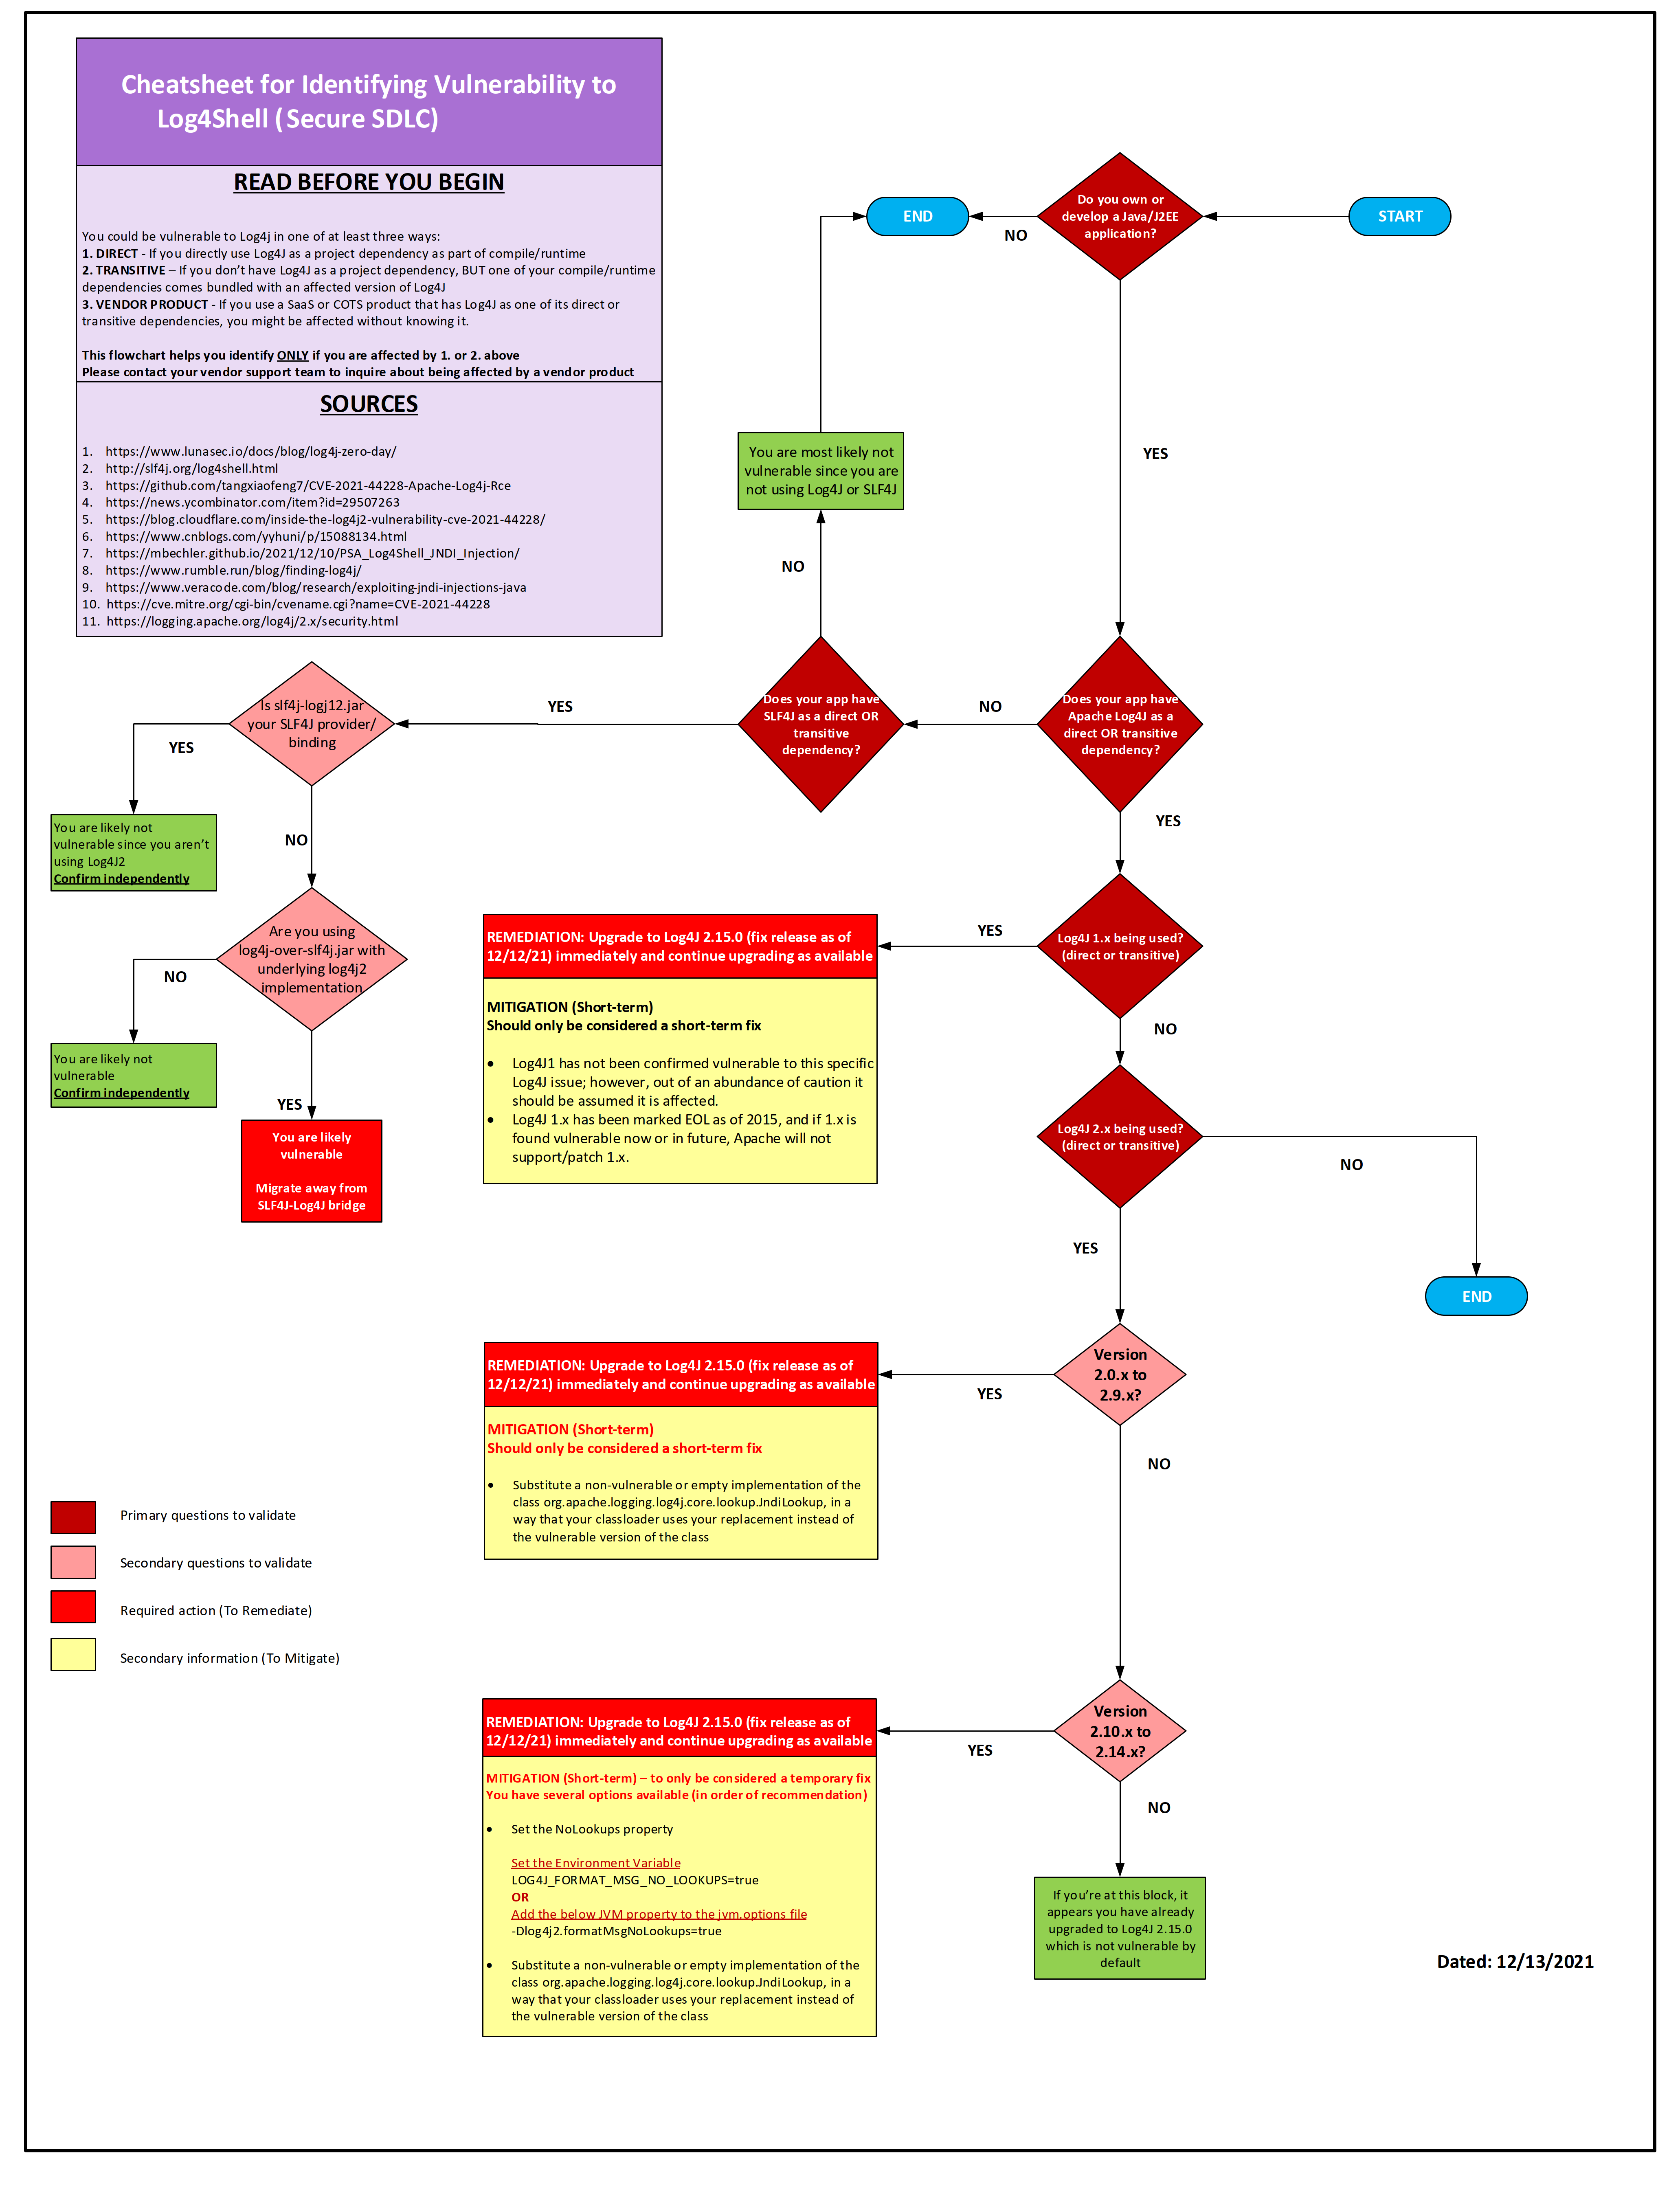 Cheatsheet for Identifying Vulnerability to
Log4Shell (Secure SDLC)
READ BEFORE YOU BEGIN
You could be vulnerable to Log4j in one of at least three ways:
1. DIRECT - If you directly use Log4J as a project dependency as part of compile/runtime
2. TRANSITIVE – If you don't have Log4J as a project dependency, BUT one of your compile/runtime
dependencies comes bundled with an affected version of Log4J
3. VENDOR PRODUCT - If you use a SaaS or COTS product that has Log4J as one of its direct or
transitive dependencies, you might be affected without knowing it.
This flowchart helps you identify ONLY if you are affected by 1. or 2. above
Please contact your vendor support team to inquire about being affected by a vendor product
SOURCES
1. https://www.lunasec.io/docs/blog/log4j-zero-day/
2. http://slf4j.org/log4shell.html
3. https://github.com/tangxiaofeng7/CVE-2021-44228-Apache-Log4j-Rce
4. https://news.ycombinator.com/item?id=29507263
5. https://blog.cloudflare.com/inside-the-log4j2-vulnerability-cve-2021-44228/
6. https://www.cnblogs.com/yyhuni/p/15088134.html
7. https://mbechler.github.io/2021/12/10/PSA_Log4Shell_JNDI_Injection/
8. https://www.rumble.run/blog/finding-log4j/
9. https://www.veracode.com/blog/research/exploiting-jndi-injections-java
10. https://cve.mitre.org/cgi-bin/cvename.cgi?name=CVE-2021-44228
11. https://logging.apache.org/log4j/2.x/security.html
START
Do you own or
develop a Java/J2EE
application?
NO
END
YES
You are most likely not
vulnerable since you are
not using Log4J or SLF4J
NO
Does your app have
Apache Log4J as a
direct OR transitive
dependency?
NO
Does your app have
SLF4J as a direct OR
transitive
dependency?
YES
Is slf4j-logj12.jar
your SLF4J provider/
binding
YES
You are likely not
vulnerable since you aren't
using Log4J2
Confirm independently
NO
Are you using
log4j-over-slf4j.jar with
underlying log4j2
implementation
NO
You are likely not
vulnerable
Confirm independently
YES
You are likely
vulnerable
Migrate away from
SLF4J-Log4J bridge
YES
Log4J 1.x being used?
(direct or transitive)
YES
REMEDIATION: Upgrade to Log4J 2.15.0 (fix release as of
12/12/21) immediately and continue upgrading as available
MITIGATION (Short-term)
Should only be considered a short-term fix
● Log4J1 has not been confirmed vulnerable to this specific
Log4J issue; however, out of an abundance of caution it
should be assumed it is affected.
● Log4J 1.x has been marked EOL as of 2015, and if 1.x is
found vulnerable now or in future, Apache will not
support/patch 1.x.
NO
Log4J 2.x being used?
(direct or transitive)
NO
END
YES
Version
2.0.x to
2.9.x?
YES
REMEDIATION: Upgrade to Log4J 2.15.0 (fix release as of
12/12/21) immediately and continue upgrading as available
MITIGATION (Short-term)
Should only be considered a short-term fix
● Substitute a non-vulnerable or empty implementation of the
class org.apache.logging.log4j.core.lookup.JndiLookup, in a
way that your classloader uses your replacement instead of
the vulnerable version of the class
NO
Primary questions to validate
Secondary questions to validate
Required action (To Remediate)
Secondary information (To Mitigate)
Version
2.10.x to
2.14.x?
YES
REMEDIATION: Upgrade to Log4J 2.15.0 (fix release as of
12/12/21) immediately and continue upgrading as available
MITIGATION (Short-term) – to only be considered a temporary fix
You have several options available (in order of recommendation)
● Set the NoLookups property
Set the Environment Variable
LOG4J_FORMAT_MSG_NO_LOOKUPS=true
OR
Add the below JVM property to the jvm.options file
-Dlog4j2.formatMsgNoLookups=true
● Substitute a non-vulnerable or empty implementation of the
class org.apache.logging.log4j.core.lookup.JndiLookup, in a
way that your classloader uses your replacement instead of
the vulnerable version of the class
NO
If you're at this block, it
appears you have already
upgraded to Log4J 2.15.0
which is not vulnerable by
default
Dated: 12/13/2021